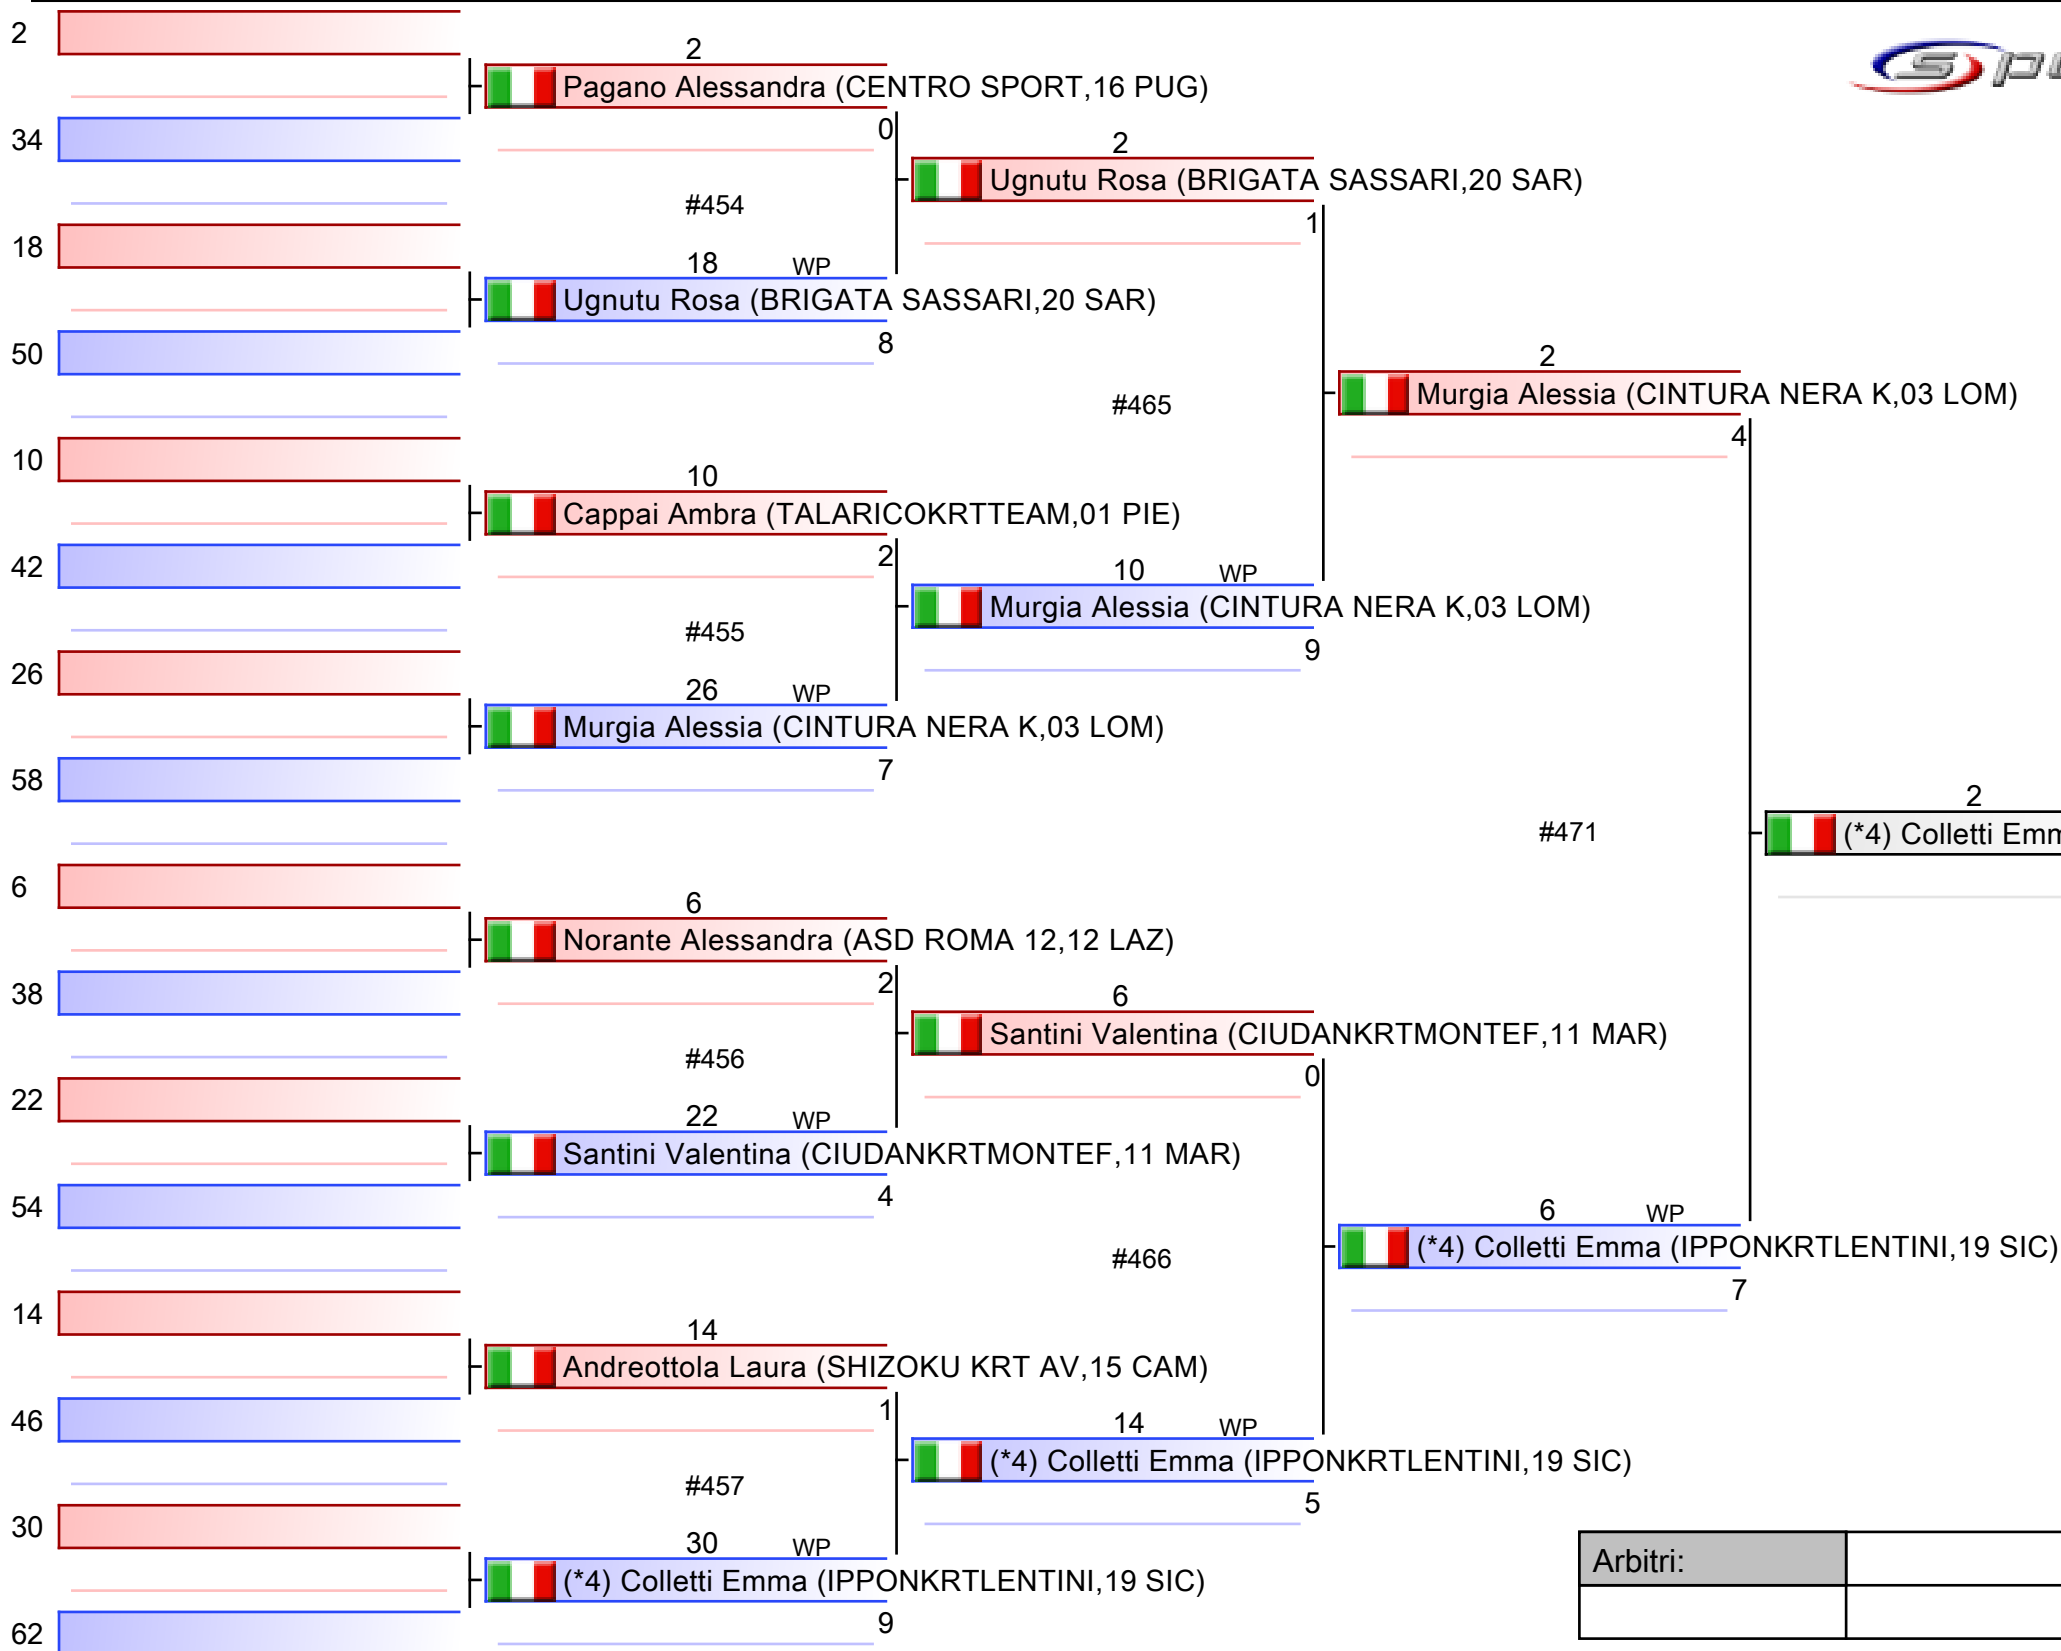 2
2
Pagano Alessandra (CENTRO SPORT,16 PUG)
0
34
2
Ugnutu Rosa (BRIGATA SASSARI,20 SAR)
1
#454
18
18 WP
Ugnutu Rosa (BRIGATA SASSARI,20 SAR)
8
50
2
Murgia Alessia (CINTURA NERA K,03 LOM)
4
#465
10
10
Cappai Ambra (TALARICOKRTTEAM,01 PIE)
2
42
10 WP
Murgia Alessia (CINTURA NERA K,03 LOM)
9
#455
26
26 WP
Murgia Alessia (CINTURA NERA K,03 LOM)
7
58
2
#471
(*4) Colletti Emm
6
6
Norante Alessandra (ASD ROMA 12,12 LAZ)
2
38
6
Santini Valentina (CIUDANKRTMONTEF,11 MAR)
0
#456
22
22 WP
Santini Valentina (CIUDANKRTMONTEF,11 MAR)
4
54
6 WP
(*4) Colletti Emma (IPPONKRTLENTINI,19 SIC)
7
#466
14
14
Andreottola Laura (SHIZOKU KRT AV,15 CAM)
1
46
14 WP
(*4) Colletti Emma (IPPONKRTLENTINI,19 SIC)
5
#457
30
30 WP
(*4) Colletti Emma (IPPONKRTLENTINI,19 SIC)
9
62
Arbitri: